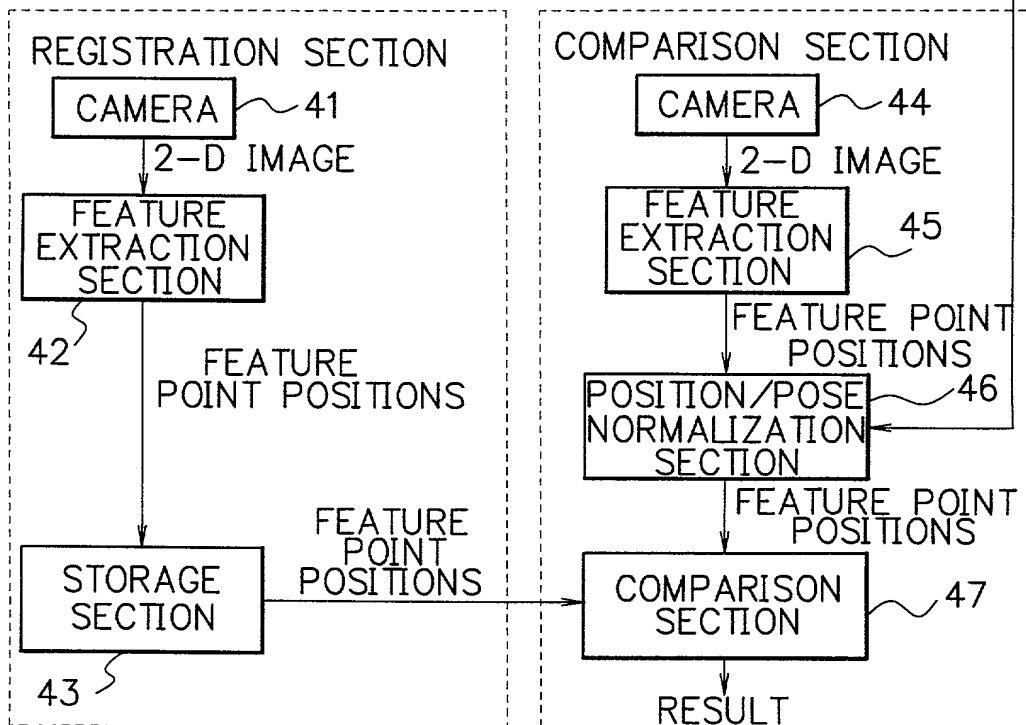 REGISTRATION SECTION
CAMERA
41
2-D IMAGE
FEATURE
EXTRACTION
SECTION
42
FEATURE
POINT POSITIONS
STORAGE
SECTION
43
FEATURE
POINT
POSITIONS
COMPARISON SECTION
CAMERA
44
2-D IMAGE
FEATURE
EXTRACTION
SECTION
45
FEATURE POINT
POSITIONS
POSITION/POSE
NORMALIZATION
SECTION
46
FEATURE POINT
POSITIONS
COMPARISON
SECTION
47
RESULT